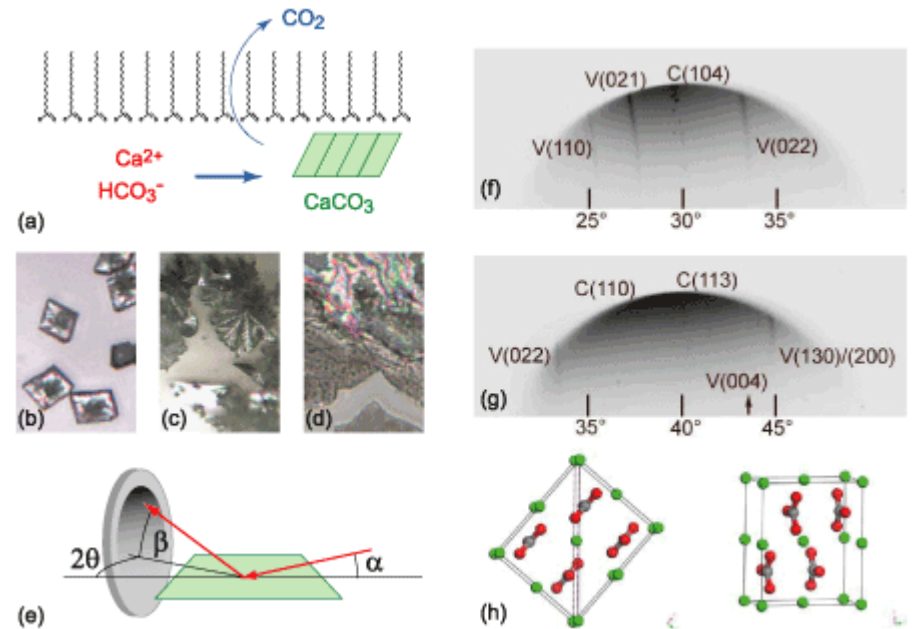 CO₂
Ca²⁺
HCO₃⁻
CaCO₃
(a)
(b)
(c)
(d)
2θ
β
α
(e)
V(021)
C(104)
V(110)
V(022)
(f)
25°
30°
35°
C(110)
C(113)
V(022)
V(130)/(200)
V(004)
(g)
35°
40°
45°
(h)